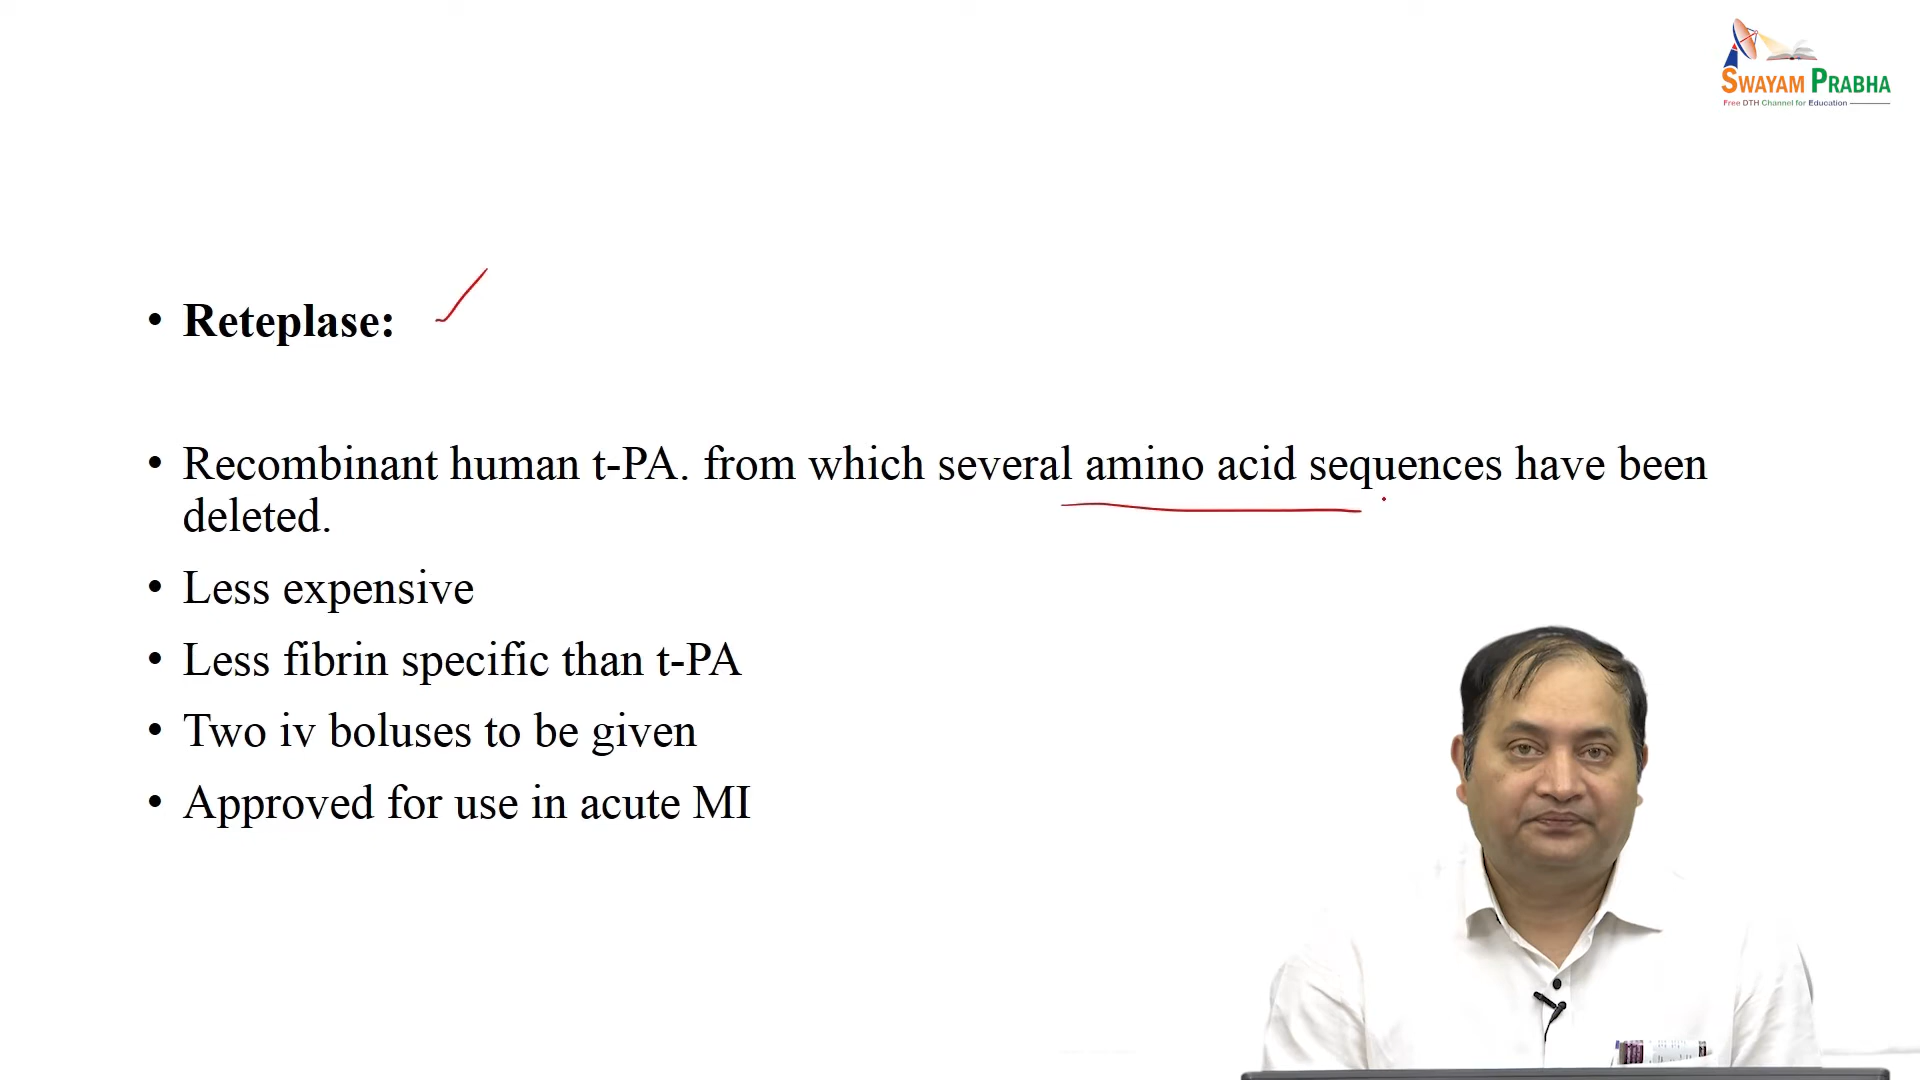 SWAYAM PRABHA
Free DTH Channel for Education
• Reteplase:
• Recombinant human t-PA. from which several amino acid sequences have been
deleted.
• Less expensive
• Less fibrin specific than t-PA
• Two iv boluses to be given
• Approved for use in acute MI